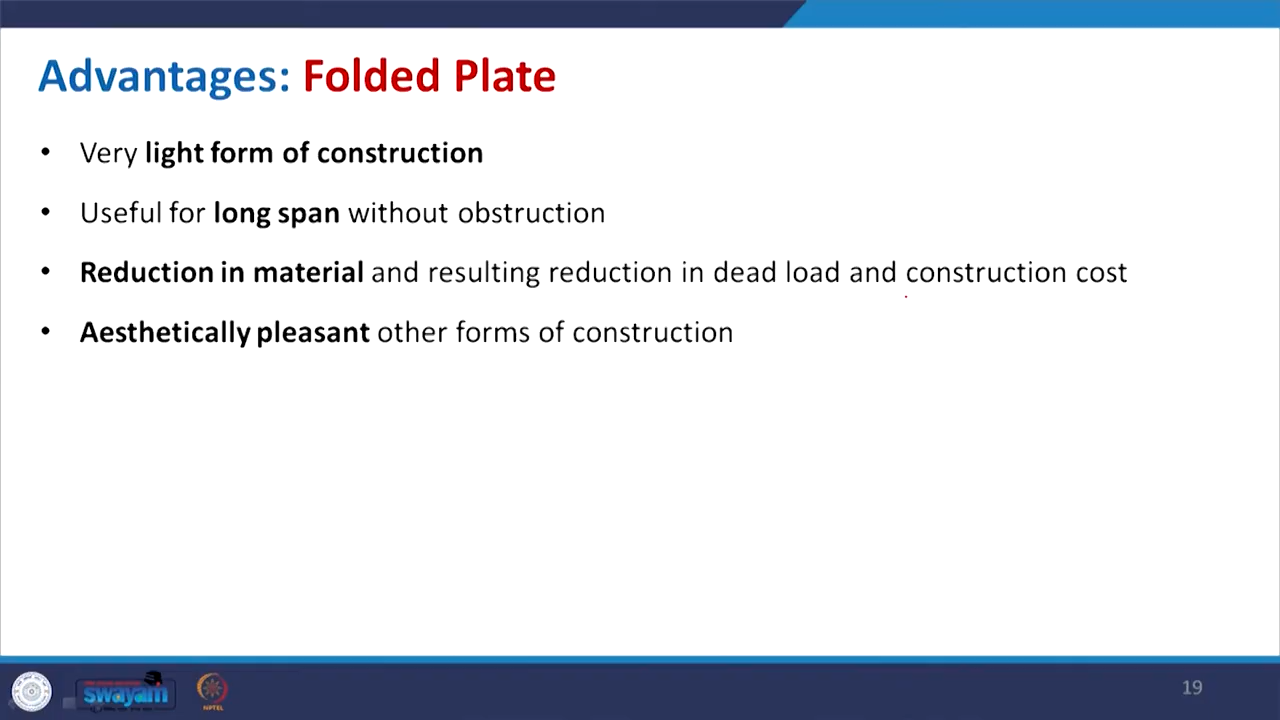 Advantages: Folded Plate
• Very light form of construction
• Useful for long span without obstruction
• Reduction in material and resulting reduction in dead load and construction cost
• Aesthetically pleasant other forms of construction
swayam
NPTEL
19